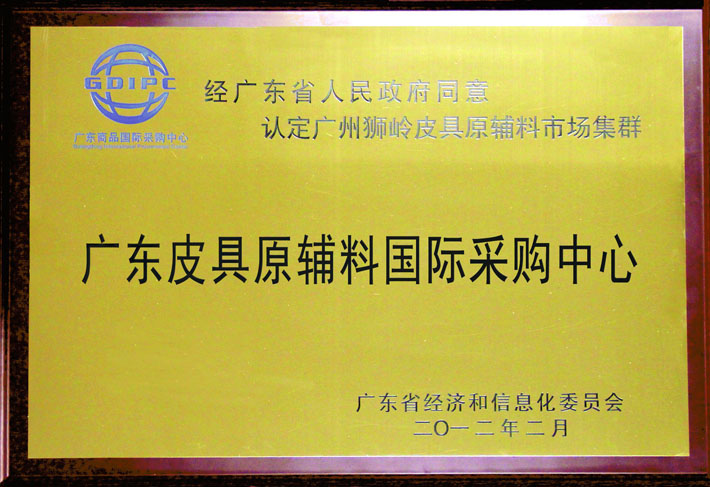 GDIPC
广东商品国际采购中心
经广东省人民政府同意
认定广州狮岭皮具原辅料市场集群
广东皮具原辅料国际采购中心
广东省经济和信息化委员会
二〇一二年二月